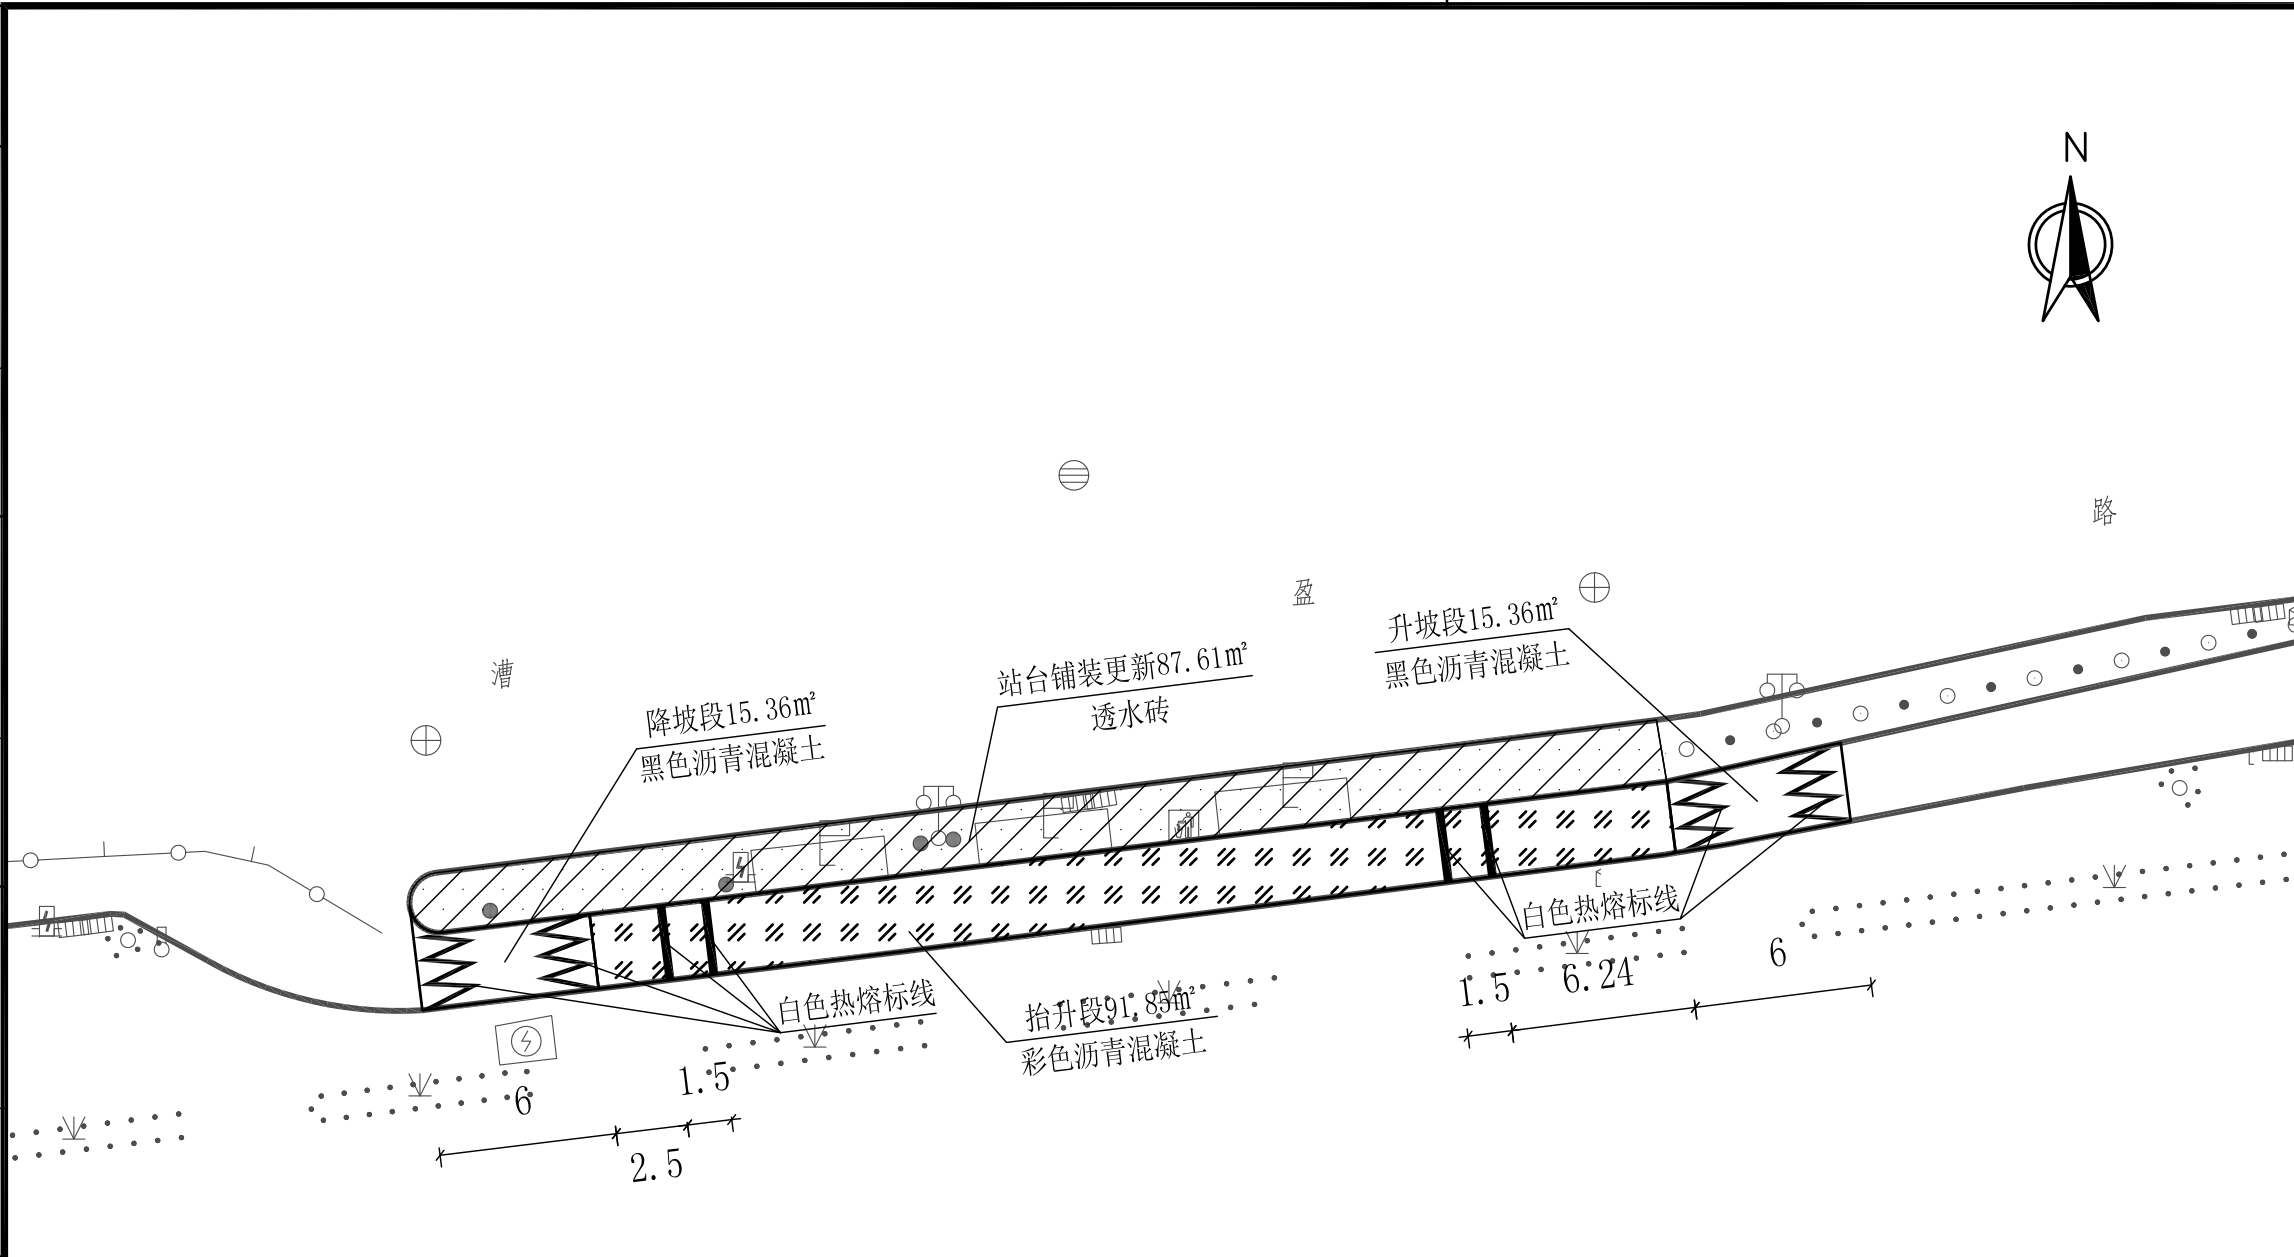 N
路
盈
漕
升坡段15.36㎡
黑色沥青混凝土
站台铺装更新87.61㎡
透水砖
降坡段15.36㎡
黑色沥青混凝土
白色热熔标线
白色热熔标线
抬升段91.85㎡
彩色沥青混凝土
1.5
6.24
6
6
1.5
2.5